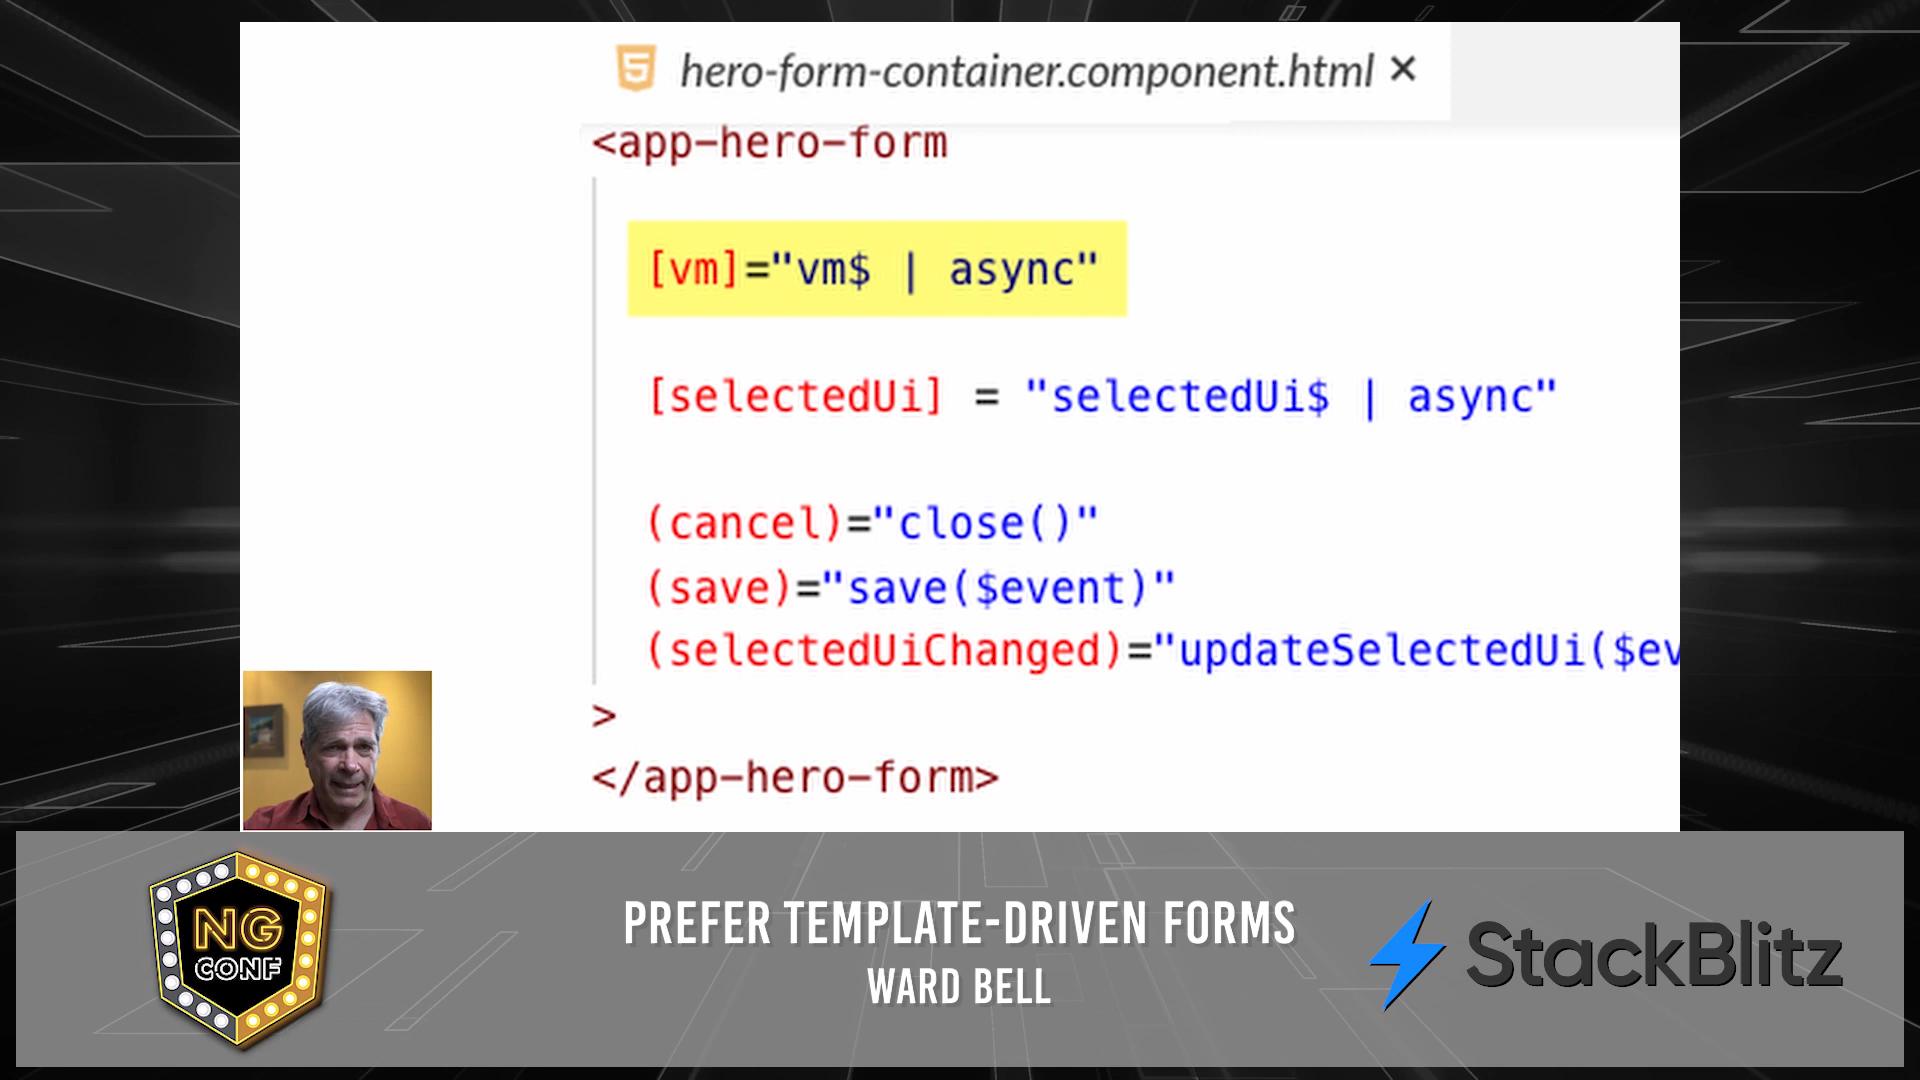 hero-form-container.component.html ×
<app-hero-form
[vm]="vm$ | async"
[selectedUi] = "selectedUi$ | async"
(cancel)="close()"
(save)="save($event)"
(selectedUiChanged)="updateSelectedUi($ev
>
</app-hero-form>
NG
CONF
PREFER TEMPLATE-DRIVEN FORMS
WARD BELL
StackBlitz